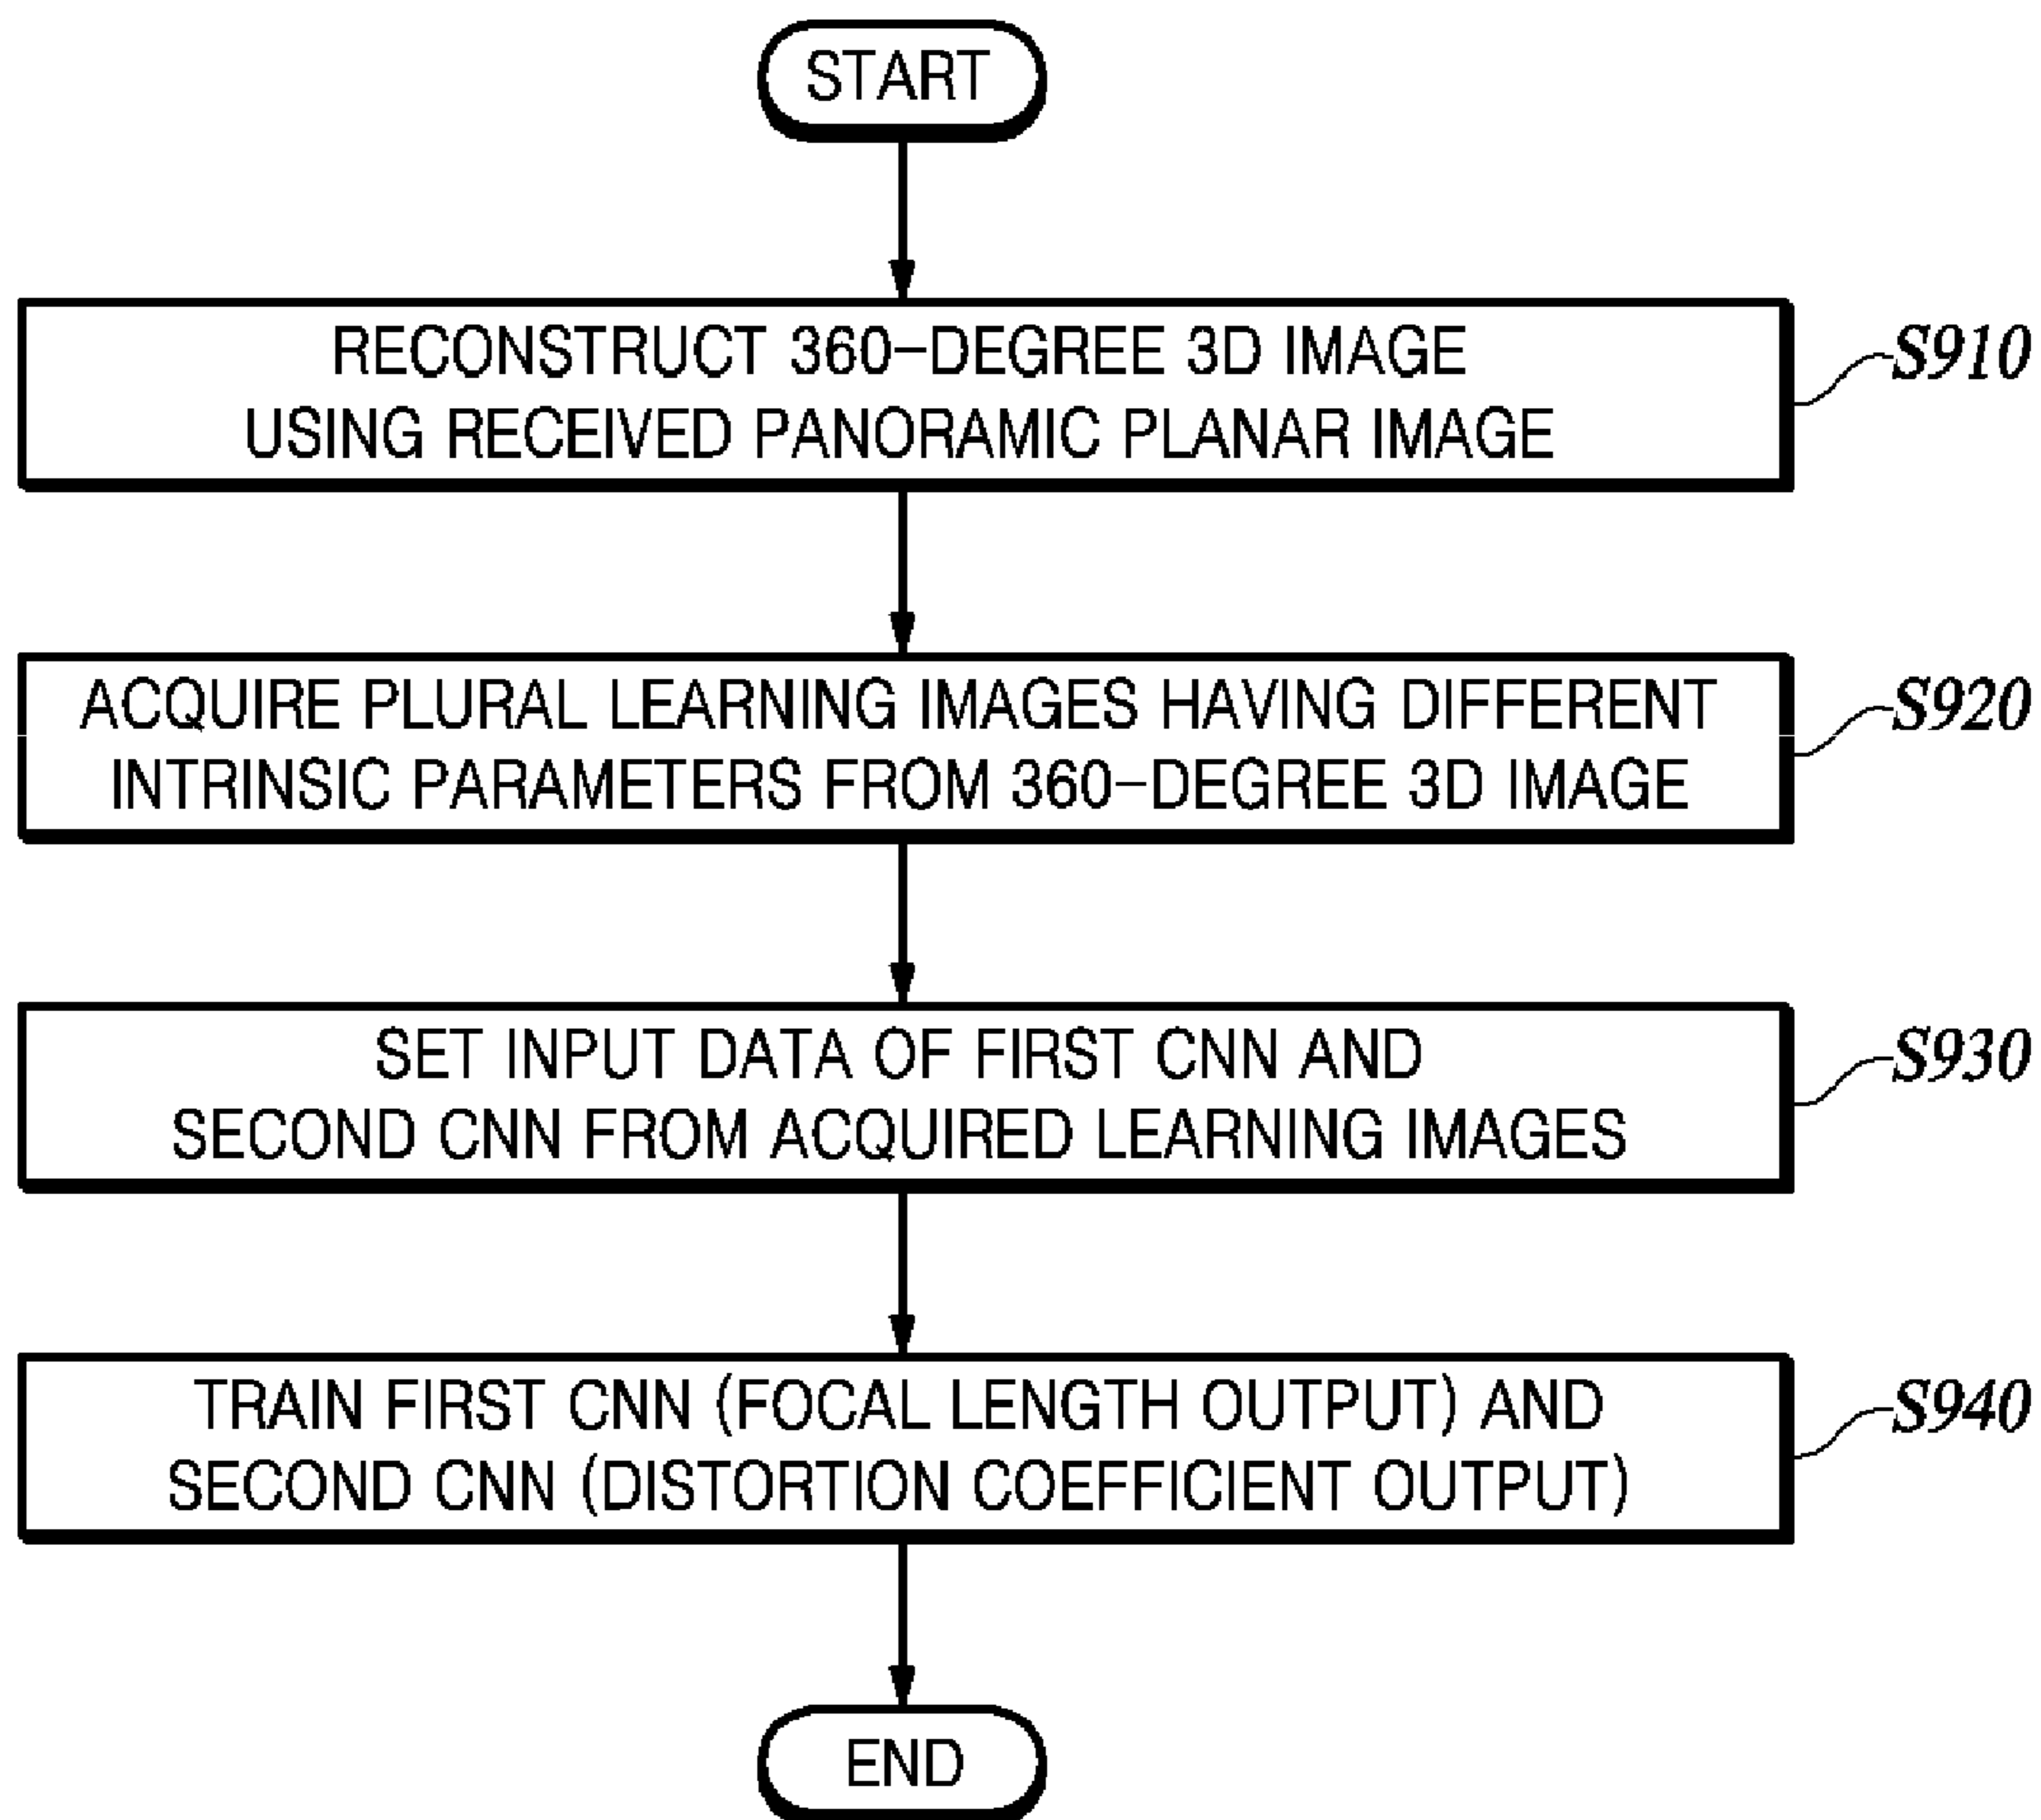 START
RECONSTRUCT 360-DEGREE 3D IMAGE
USING RECEIVED PANORAMIC PLANAR IMAGE
S910
ACQUIRE PLURAL LEARNING IMAGES HAVING DIFFERENT
INTRINSIC PARAMETERS FROM 360-DEGREE 3D IMAGE
S920
SET INPUT DATA OF FIRST CNN AND
SECOND CNN FROM ACQUIRED LEARNING IMAGES
S930
TRAIN FIRST CNN (FOCAL LENGTH OUTPUT) AND
SECOND CNN (DISTORTION COEFFICIENT OUTPUT)
S940
END